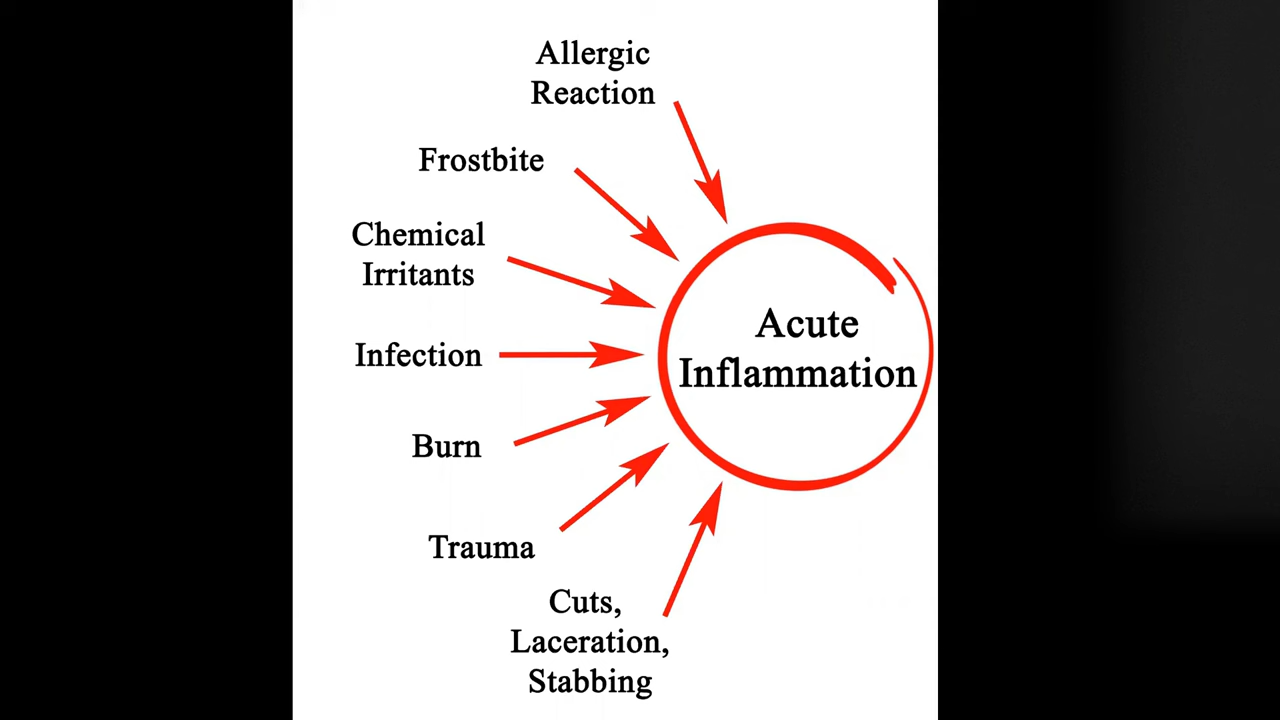 Allergic
Reaction
Frostbite
Chemical
Irritants
Infection
Burn
Trauma
Cuts,
Laceration,
Stabbing
Acute
Inflammation